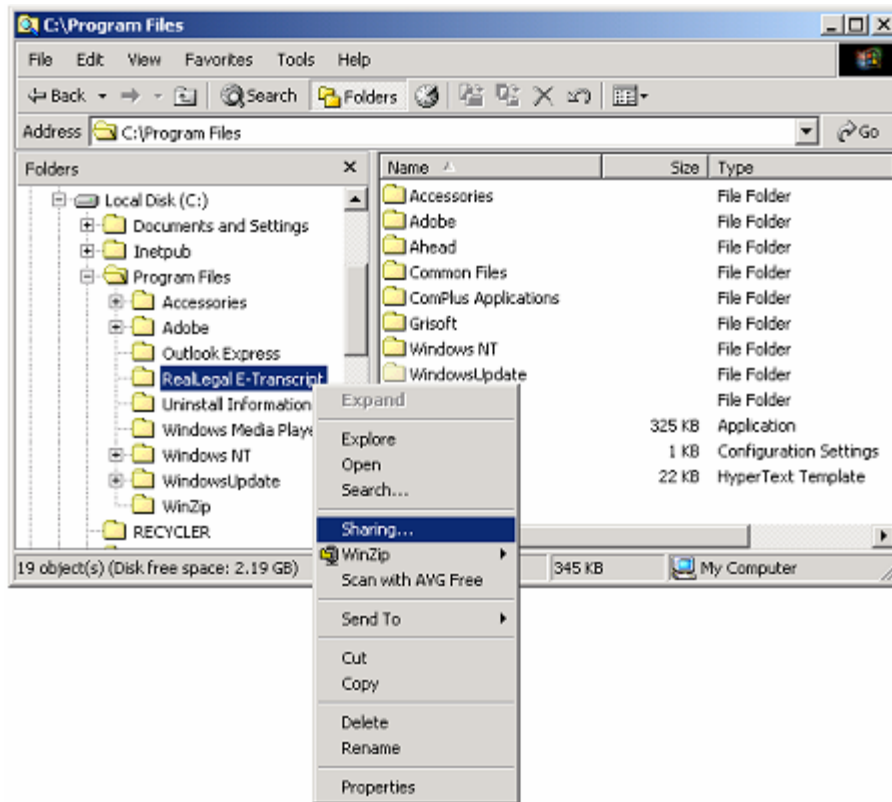 C:\Program Files
File Edit View Favorites Tools Help
Back Search Folders
Address C:\Program Files Go
Folders
Local Disk (C:)
Documents and Settings
Inetpub
Program Files
Accessories
Adobe
Outlook Express
RealLegal E-Transcript
Uninstall Information
Windows Media Playe
Windows NT
WindowsUpdate
WinZip
RECYCLER
Name Size Type
Accessories File Folder
Adobe File Folder
Ahead File Folder
Common Files File Folder
ComPlus Applications File Folder
Grisoft File Folder
Windows NT File Folder
WindowsUpdate File Folder
File Folder
325 KB Application
1 KB Configuration Settings
22 KB HyperText Template
Expand
Explore
Open
Search...
Sharing...
WinZip
Scan with AVG Free
Send To
Cut
Copy
Delete
Rename
Properties
19 object(s) (Disk free space: 2.19 GB) 345 KB My Computer